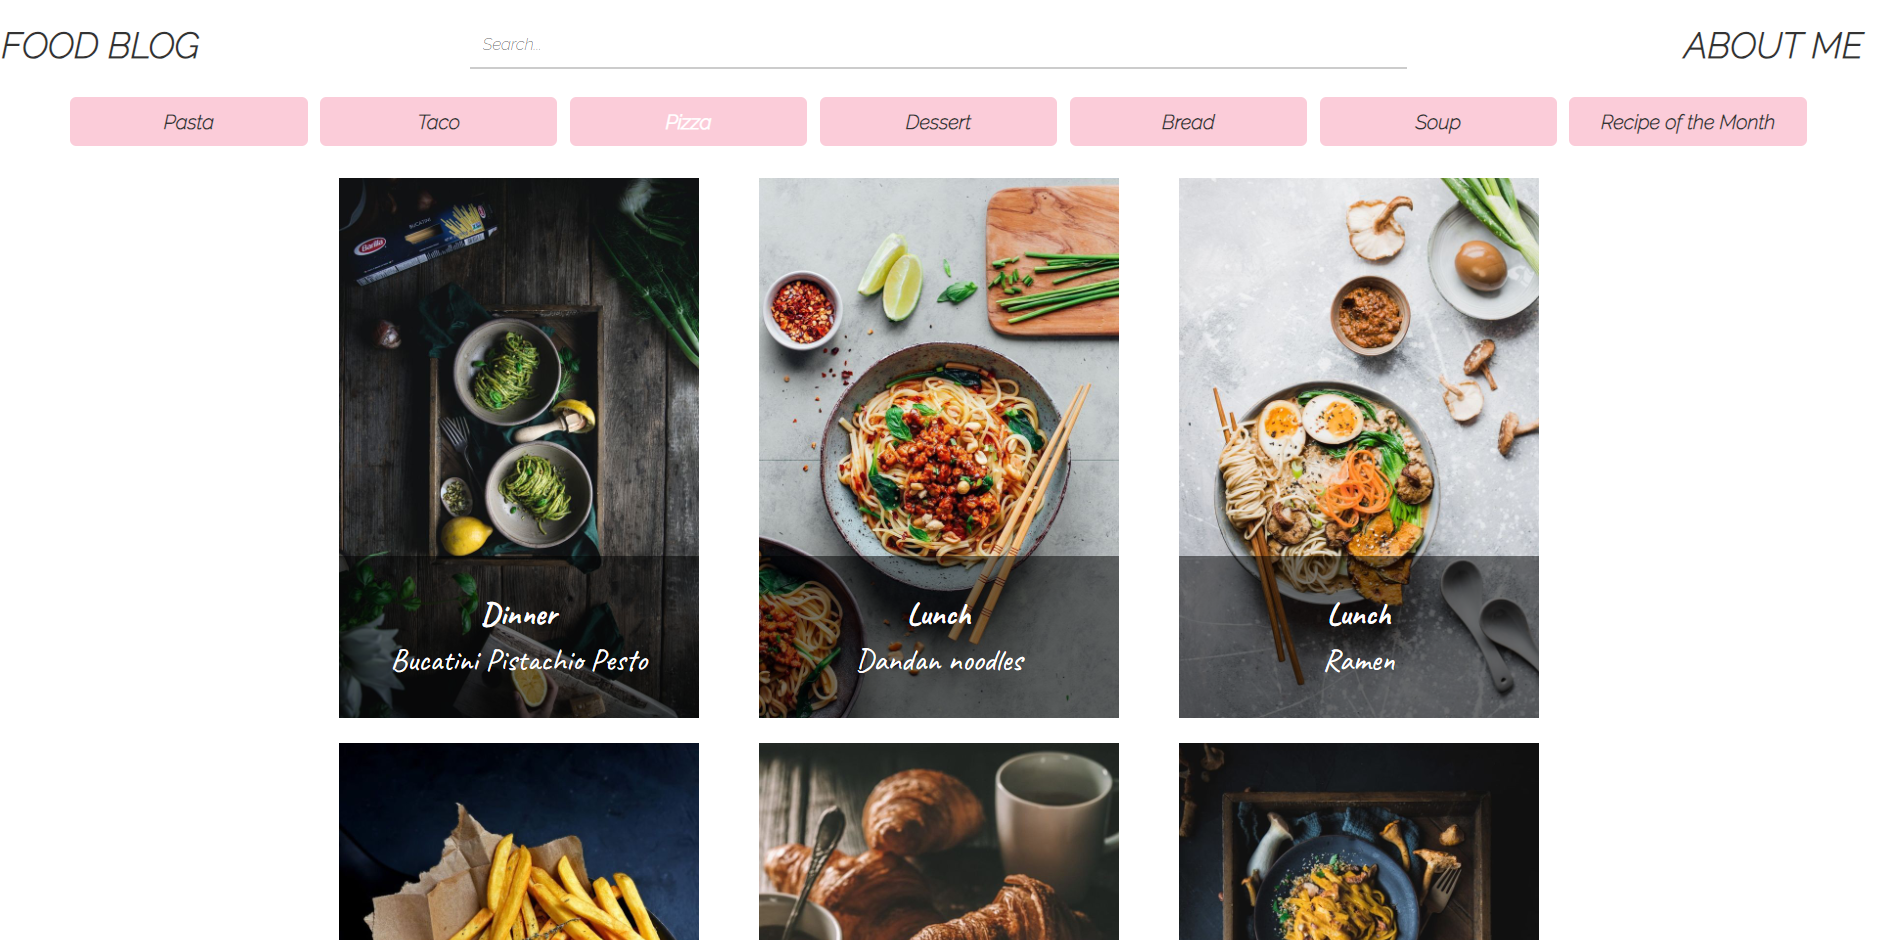 FOOD BLOG
Search...
ABOUT ME
Pasta
Taco
Pizza
Dessert
Bread
Soup
Recipe of the Month
BUCATINI
Barilla
Dinner
Bucatini Pistachio Pesto
Lunch
Dandan noodles
Lunch
Ramen